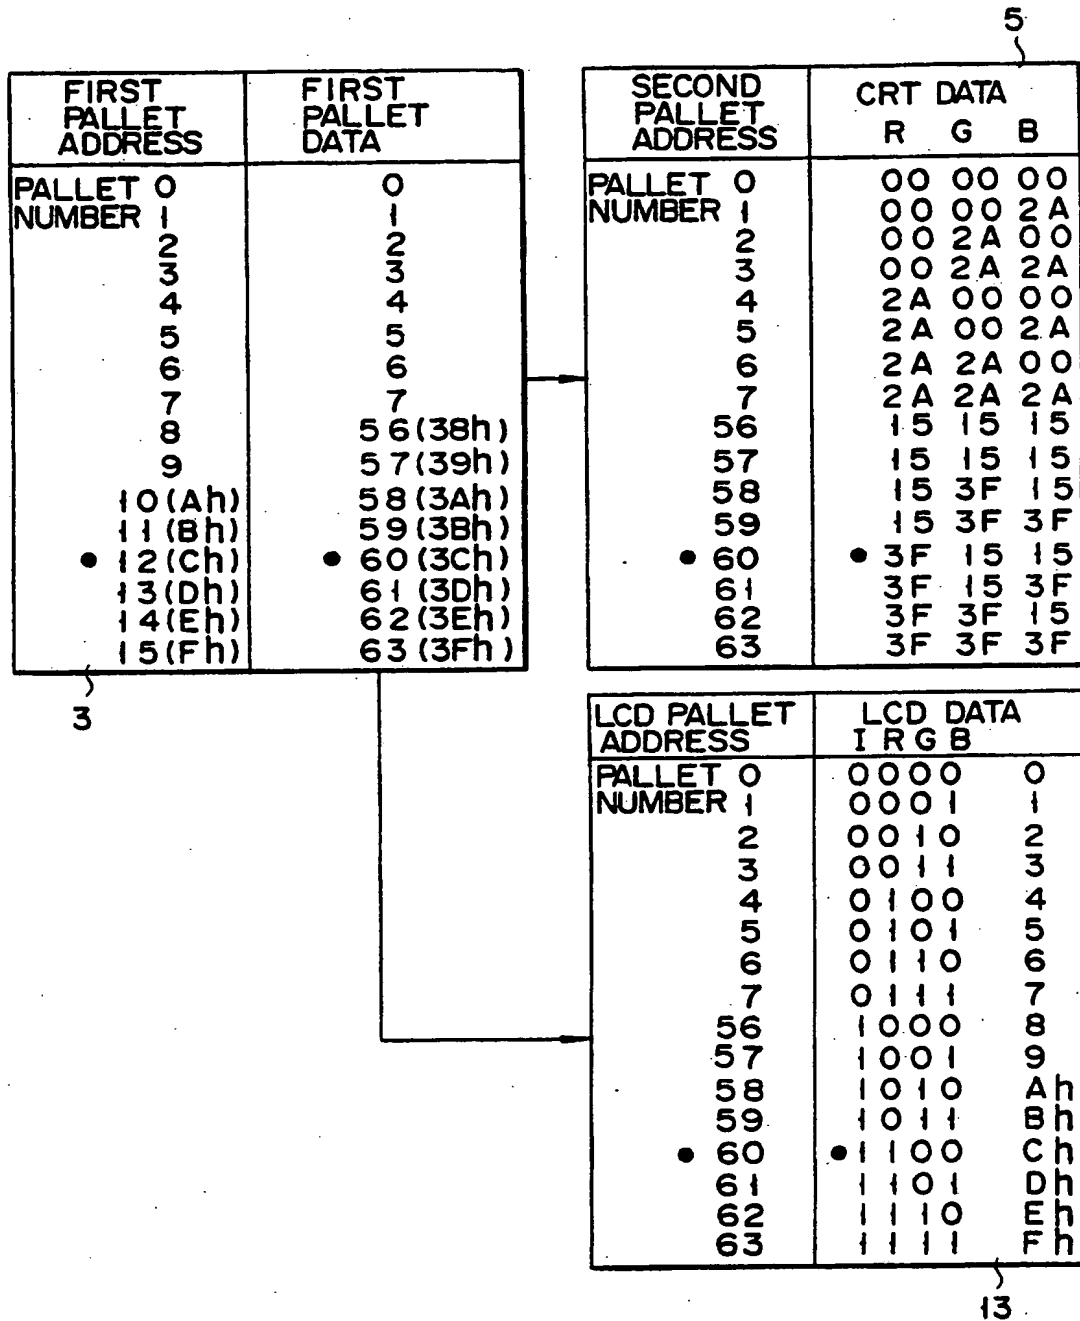 5
FIRST PALLET ADDRESS
FIRST PALLET DATA
PALLET 0 0
NUMBER 1 1
2 2
3 3
4 4
5 5
6 6
7 7
8 56(38h)
9 57(39h)
10(Ah) 58(3Ah)
11(Bh) 59(3Bh)
● 12(Ch) ● 60(3Ch)
13(Dh) 61(3Dh)
14(Eh) 62(3Eh)
15(Fh) 63(3Fh)
3
SECOND PALLET ADDRESS
CRT DATA
R G B
PALLET 0 00 00 00
NUMBER 1 00 00 2A
2 00 2A 00
3 00 2A 2A
4 2A 00 00
5 2A 00 2A
6 2A 2A 00
7 2A 2A 2A
56 15 15 15
57 15 15 15
58 15 3F 15
59 15 3F 3F
● 60 ● 3F 15 15
61 3F 15 3F
62 3F 3F 15
63 3F 3F 3F
LCD PALLET ADDRESS
LCD DATA
I R G B
PALLET 0 0000 0
NUMBER 1 0001 1
2 0010 2
3 0011 3
4 0100 4
5 0101 5
6 0110 6
7 0111 7
56 1000 8
57 1001 9
58 1010 Ah
59 1011 Bh
● 60 ● 1100 Ch
61 1101 Dh
62 1110 Eh
63 1111 Fh
13